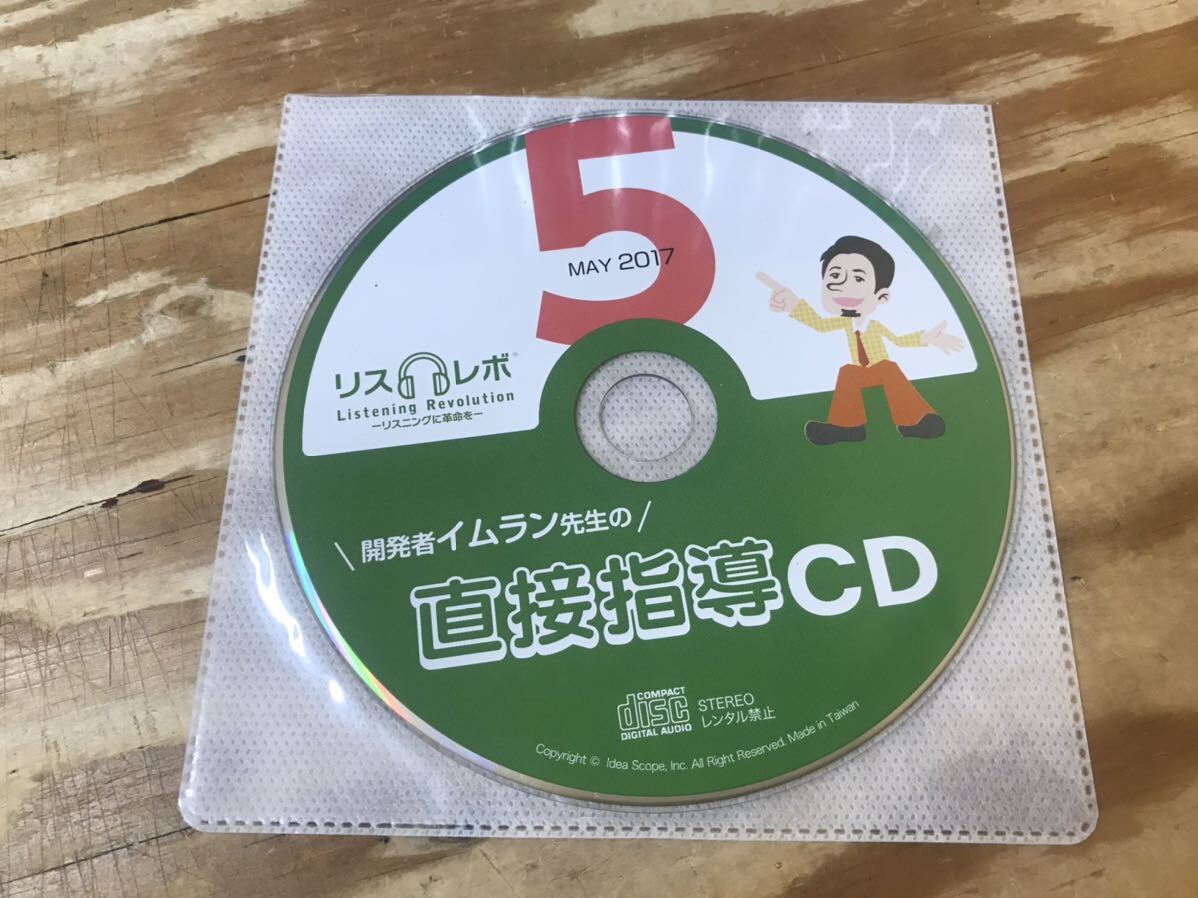 5
MAY 2017
リスレボ®
Listening Revolution
ーリスニングに革命をー
\ 開発者イムラン先生の /
直接指導CD
COMPACT
disc
DIGITAL AUDIO
STEREO
レンタル禁止
Copyright © Idea Scope, Inc. All Right Reserved. Made in Taiwan